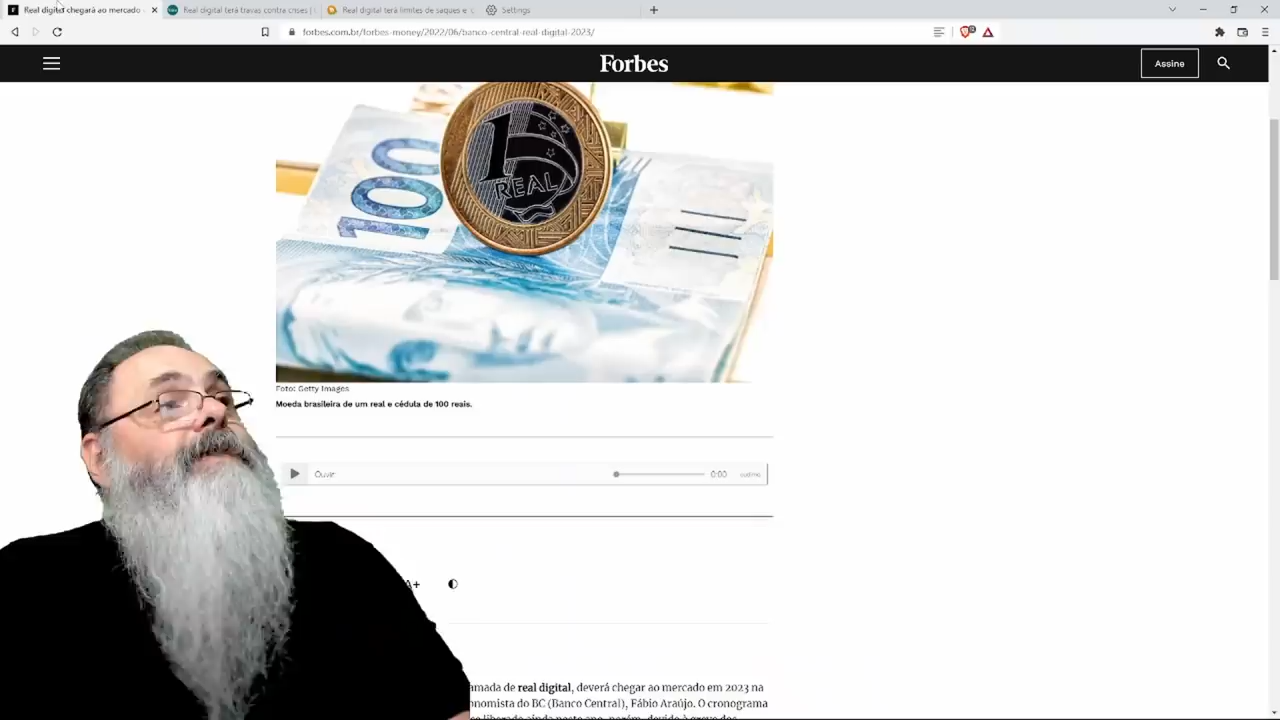 Real digital chegará ao mercado
Real digital terá travas contra crises |
Real digital terá limites de saques e
Settings
forbes.com.br/forbes-money/2022/06/banco-central-real-digital-2023/
Forbes
Assine
100
1
REAL
Foto: Getty Images
Moeda brasileira de um real e cédula de 100 reais.
Ouvir
0:00
A+
amada de real digital, deverá chegar ao mercado em 2023 na
onomista do BC (Banco Central), Fábio Araújo. O cronograma